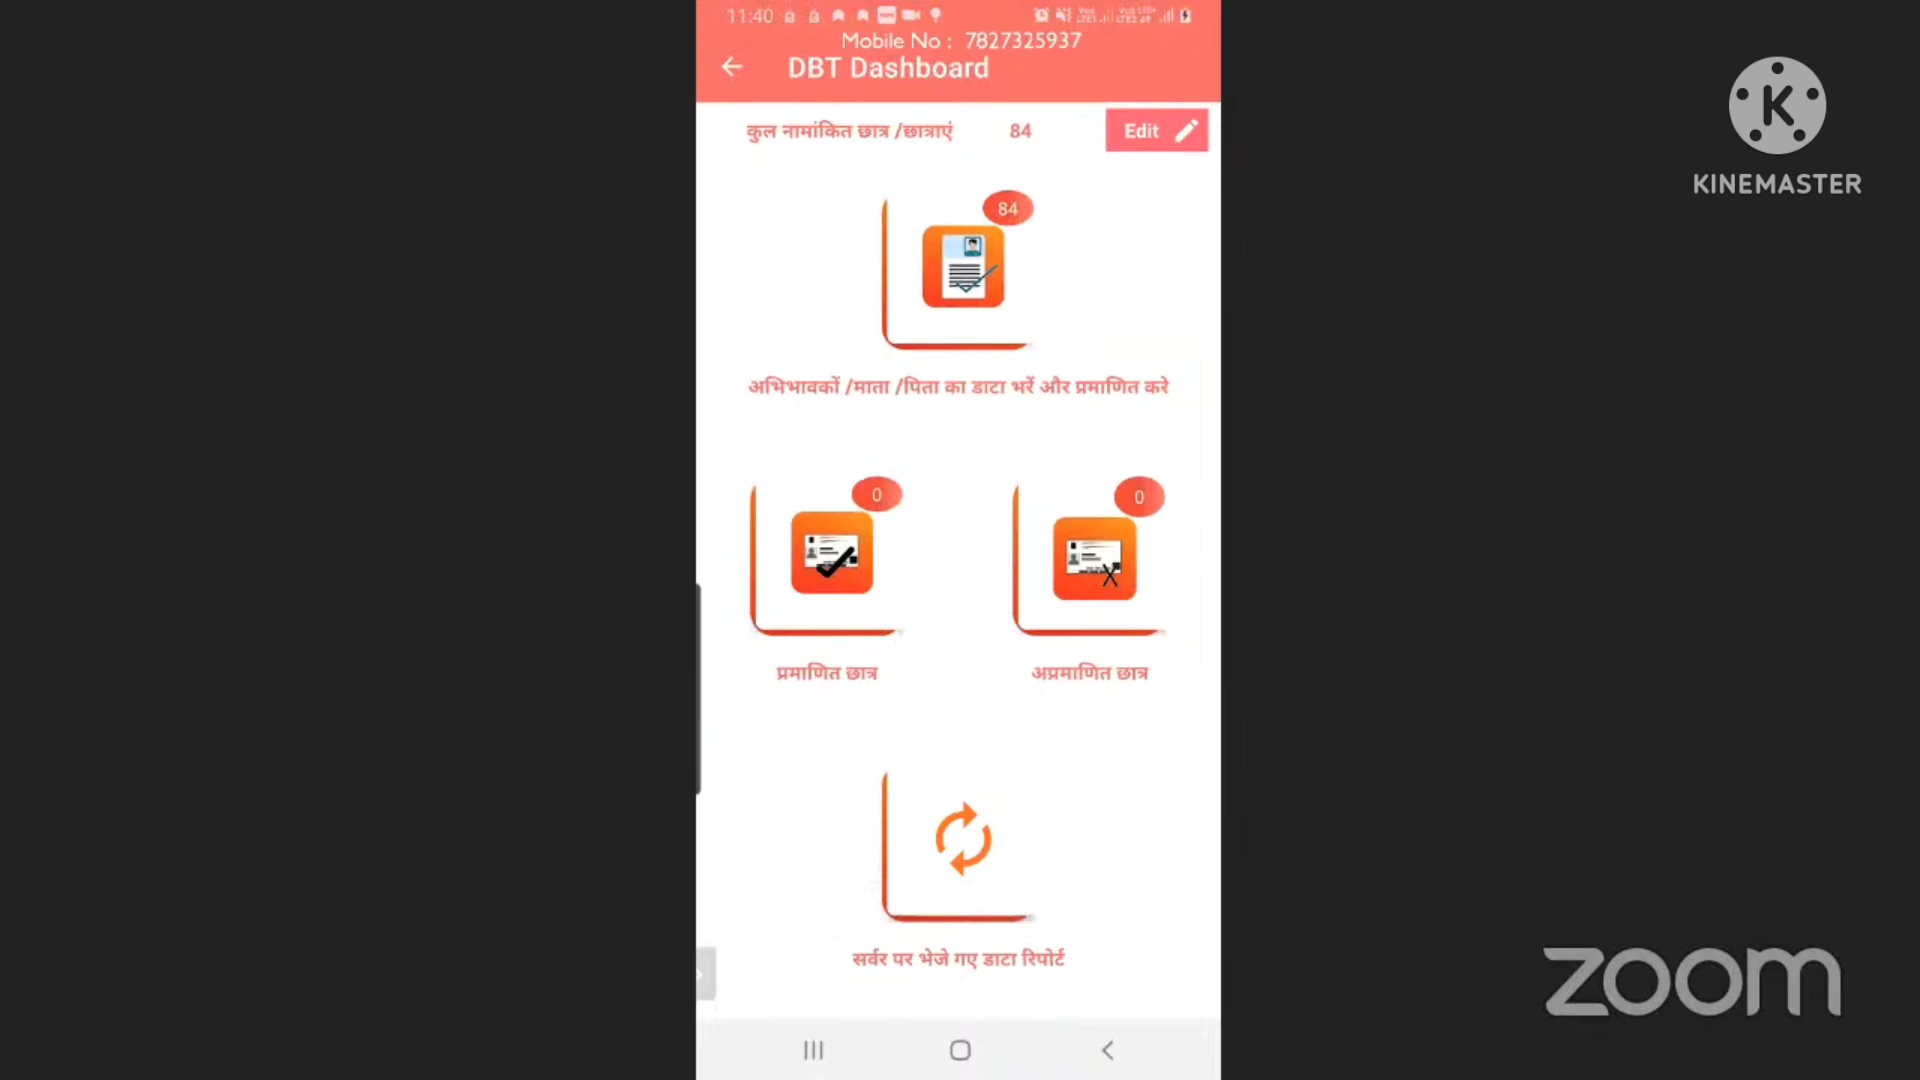 11:40
Mobile No : 7827325937
DBT Dashboard
कुल नामांकित छात्र /छात्राएं 84 Edit
84
अभिभावकों /माता /पिता का डाटा भरें और प्रमाणित करे
0 0
प्रमाणित छात्र अप्रमाणित छात्र
सर्वर पर भेजे गए डाटा रिपोर्ट
KINEMASTER
zoom